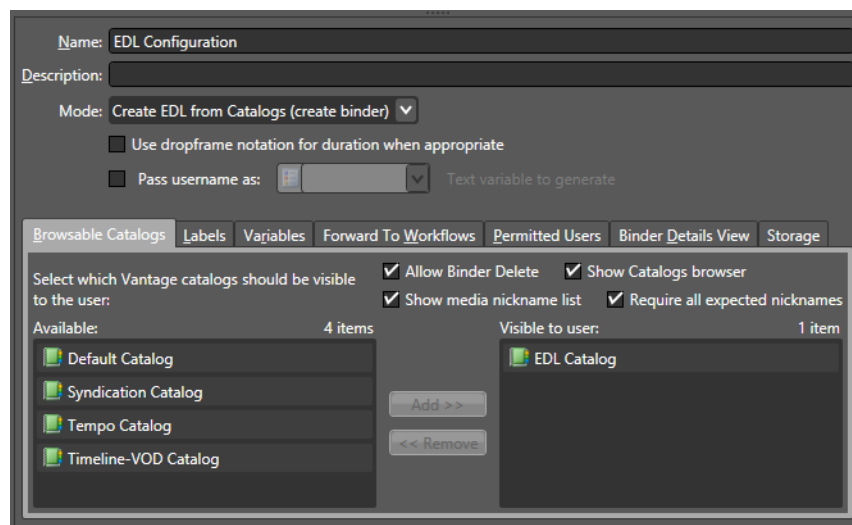 Name: EDL Configuration
Description:
Mode: Create EDL from Catalogs (create binder)
Use dropframe notation for duration when appropriate
Pass username as: Text variable to generate
Browsable Catalogs Labels Variables Forward To Workflows Permitted Users Binder Details View Storage
Select which Vantage catalogs should be visible
to the user:
Allow Binder Delete Show Catalogs browser
Show media nickname list Require all expected nicknames
Available: 4 items
Default Catalog
Syndication Catalog
Tempo Catalog
Timeline-VOD Catalog
Add >>
<< Remove
Visible to user: 1 item
EDL Catalog